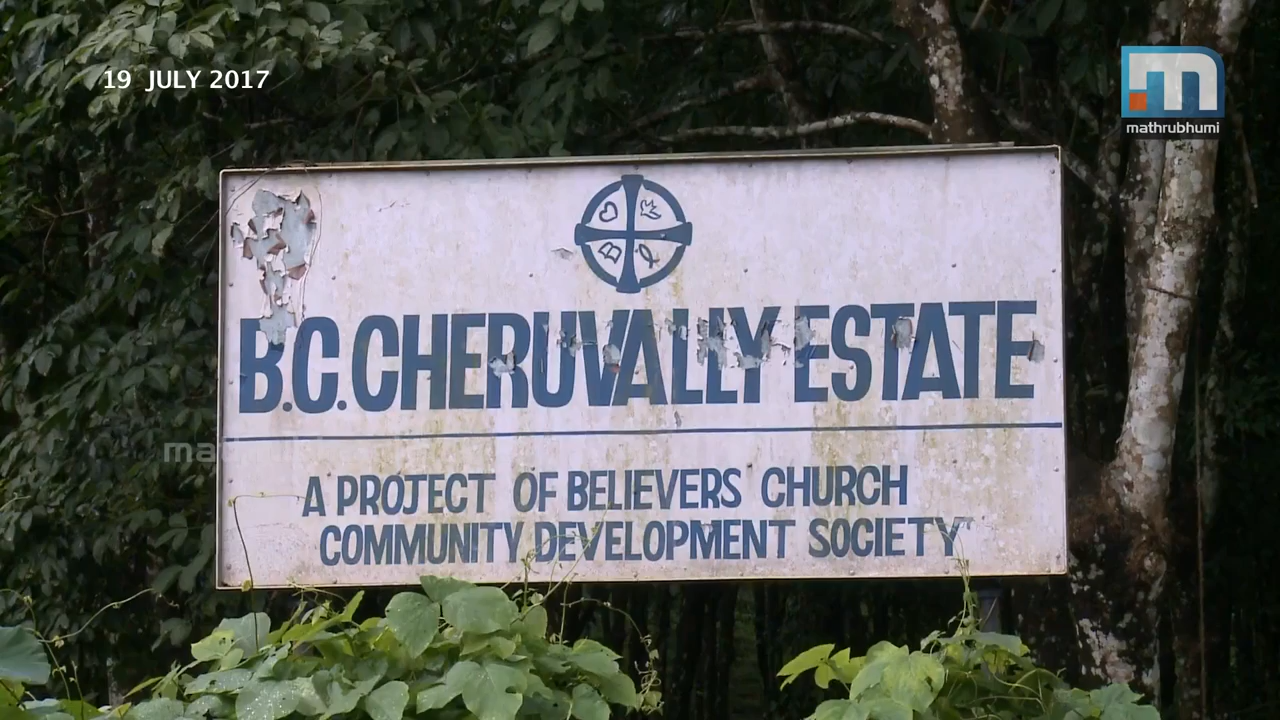 19 JULY 2017
mathrubhumi
B.C.CHERUVALLY ESTATE
A PROJECT OF BELIEVERS CHURCH
COMMUNITY DEVELOPMENT SOCIETY